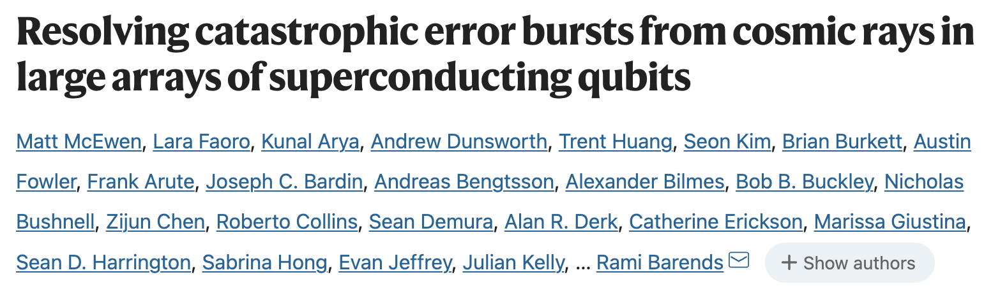 Resolving catastrophic error bursts from cosmic rays in
large arrays of superconducting qubits
Matt McEwen, Lara Faoro, Kunal Arya, Andrew Dunsworth, Trent Huang, Seon Kim, Brian Burkett, Austin
Fowler, Frank Arute, Joseph C. Bardin, Andreas Bengtsson, Alexander Bilmes, Bob B. Buckley, Nicholas
Bushnell, Zijun Chen, Roberto Collins, Sean Demura, Alan R. Derk, Catherine Erickson, Marissa Giustina,
Sean D. Harrington, Sabrina Hong, Evan Jeffrey, Julian Kelly, ... Rami Barends + Show authors